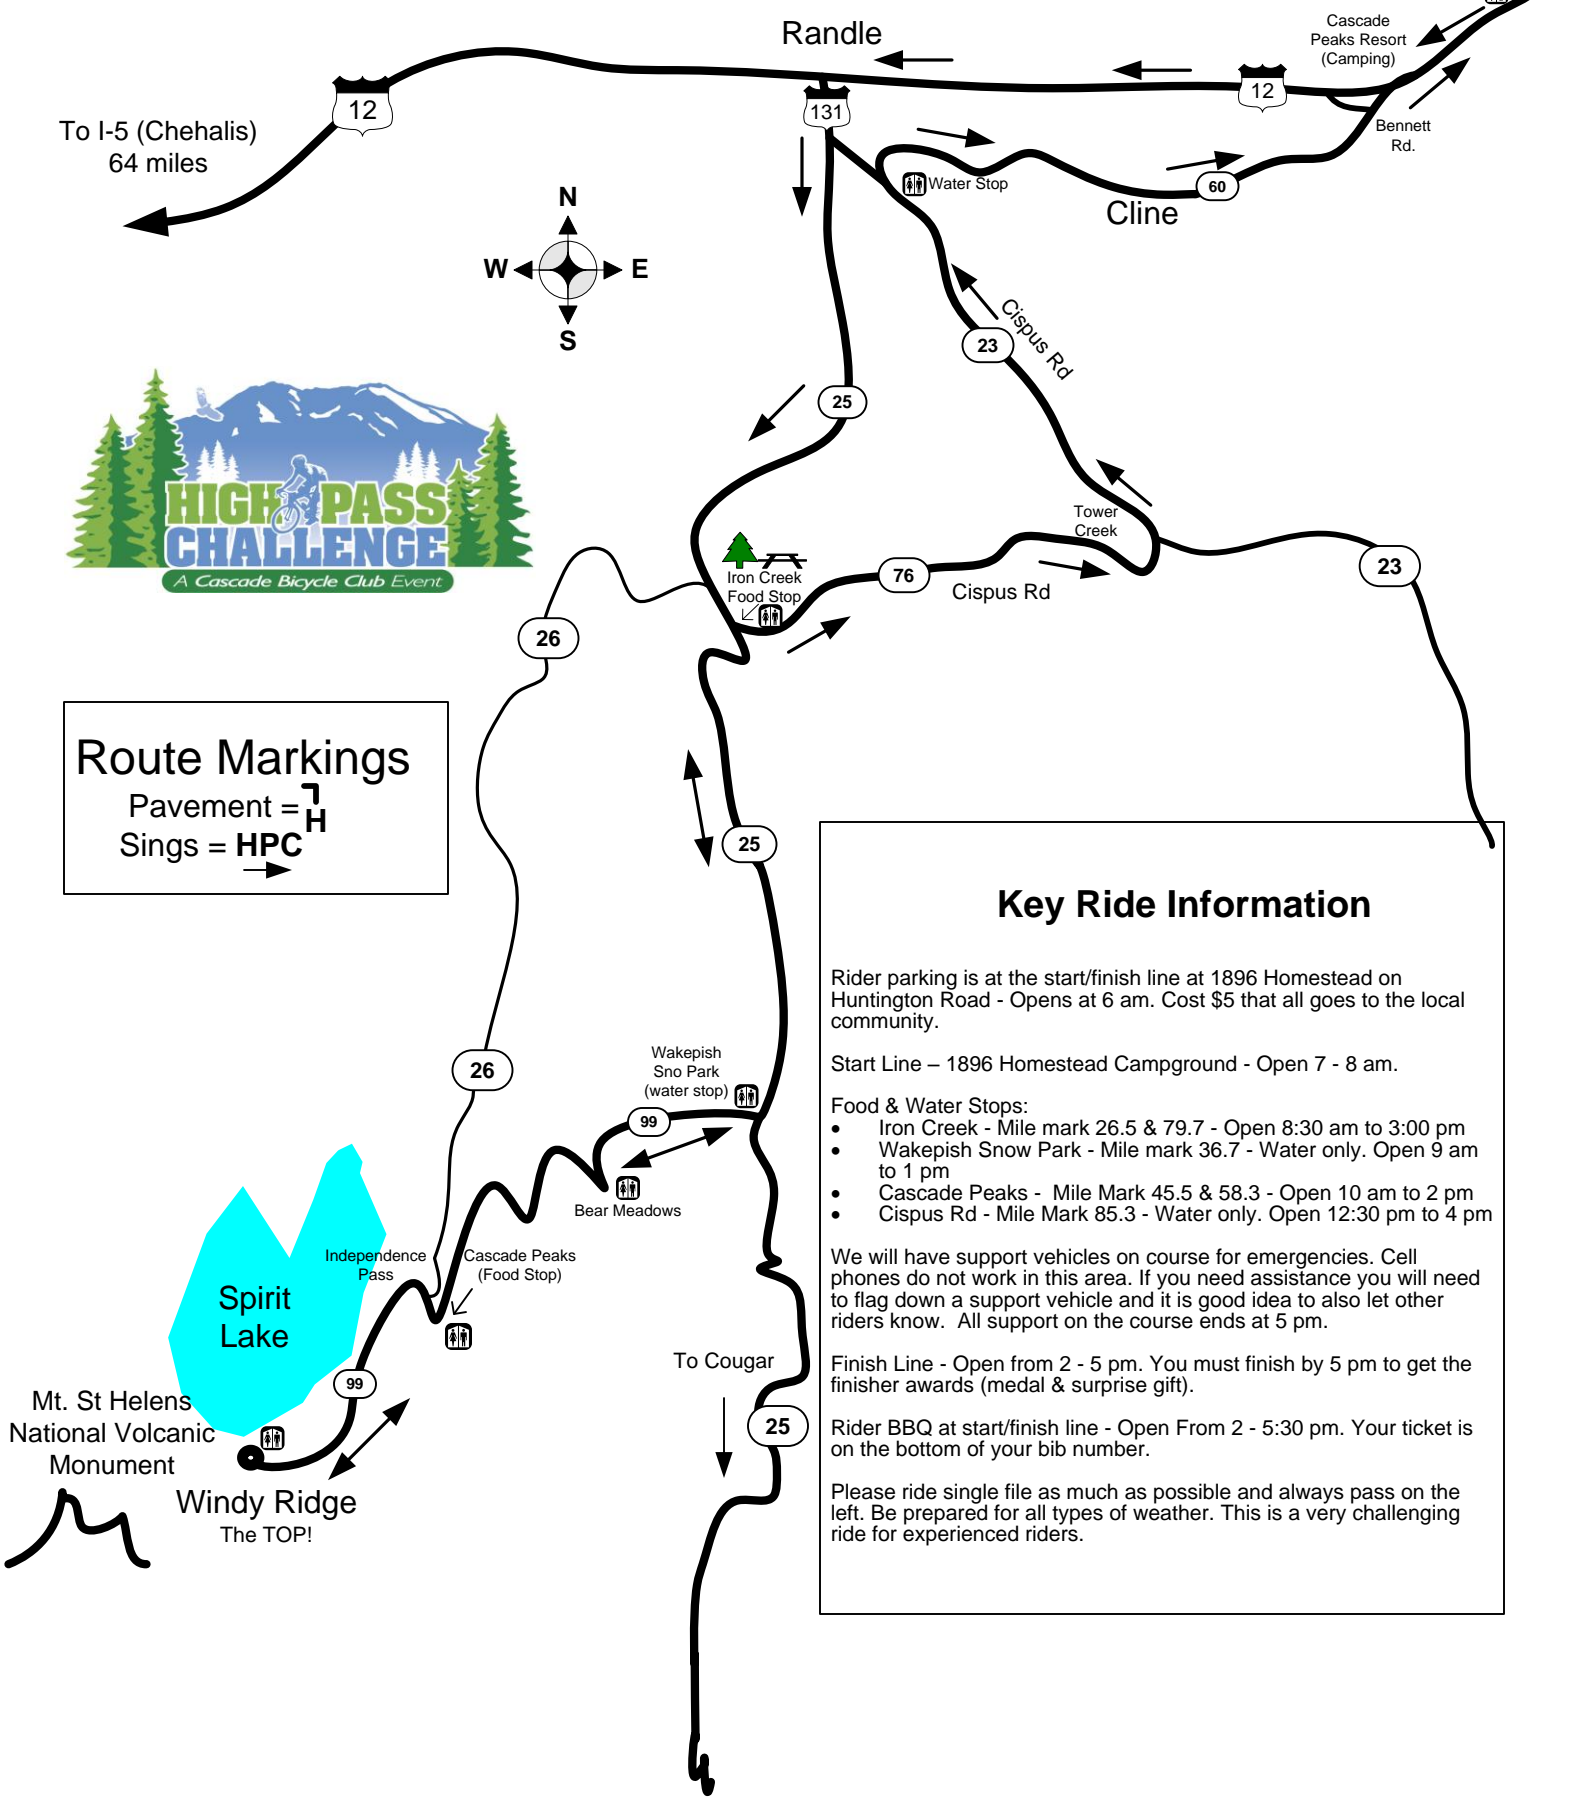 Cascade
Peaks Resort
(Camping)
Randle
12
12
131
To I-5 (Chehalis)
64 miles
Bennett
Rd.
Water Stop
60
Cline
N
W
E
S
Cispus Rd
23
25
HIGH PASS
CHALLENGE
A Cascade Bicycle Club Event
Tower
Creek
23
Iron Creek
Food Stop
76
Cispus Rd
26
Route Markings
Pavement = H
Sings = HPC
25
Key Ride Information
Rider parking is at the start/finish line at 1896 Homestead on
Huntington Road - Opens at 6 am. Cost $5 that all goes to the local
community.
Start Line – 1896 Homestead Campground - Open 7 - 8 am.
Food & Water Stops:
• Iron Creek - Mile mark 26.5 & 79.7 - Open 8:30 am to 3:00 pm
• Wakepish Snow Park - Mile mark 36.7 - Water only. Open 9 am
to 1 pm
• Cascade Peaks -  Mile Mark 45.5 & 58.3 - Open 10 am to 2 pm
• Cispus Rd - Mile Mark 85.3 - Water only. Open 12:30 pm to 4 pm
We will have support vehicles on course for emergencies. Cell
phones do not work in this area. If you need assistance you will need
to flag down a support vehicle and it is good idea to also let other
riders know.  All support on the course ends at 5 pm.
Finish Line - Open from 2 - 5 pm. You must finish by 5 pm to get the
finisher awards (medal & surprise gift).
Rider BBQ at start/finish line - Open From 2 - 5:30 pm. Your ticket is
on the bottom of your bib number.
Please ride single file as much as possible and always pass on the
left. Be prepared for all types of weather. This is a very challenging
ride for experienced riders.
Wakepish
Sno Park
(water stop)
26
99
Bear Meadows
Independence
Pass
Cascade Peaks
(Food Stop)
Spirit
Lake
To Cougar
99
25
Mt. St Helens
National Volcanic
Monument
Windy Ridge
The TOP!